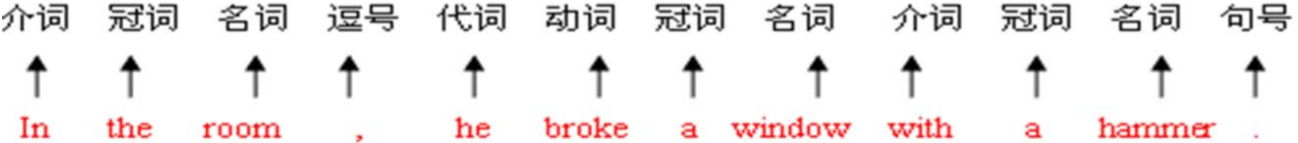 介词 冠词 名词 逗号 代词 动词 冠词 名词 介词 冠词 名词 句号
In the room , he broke a window with a hammer .